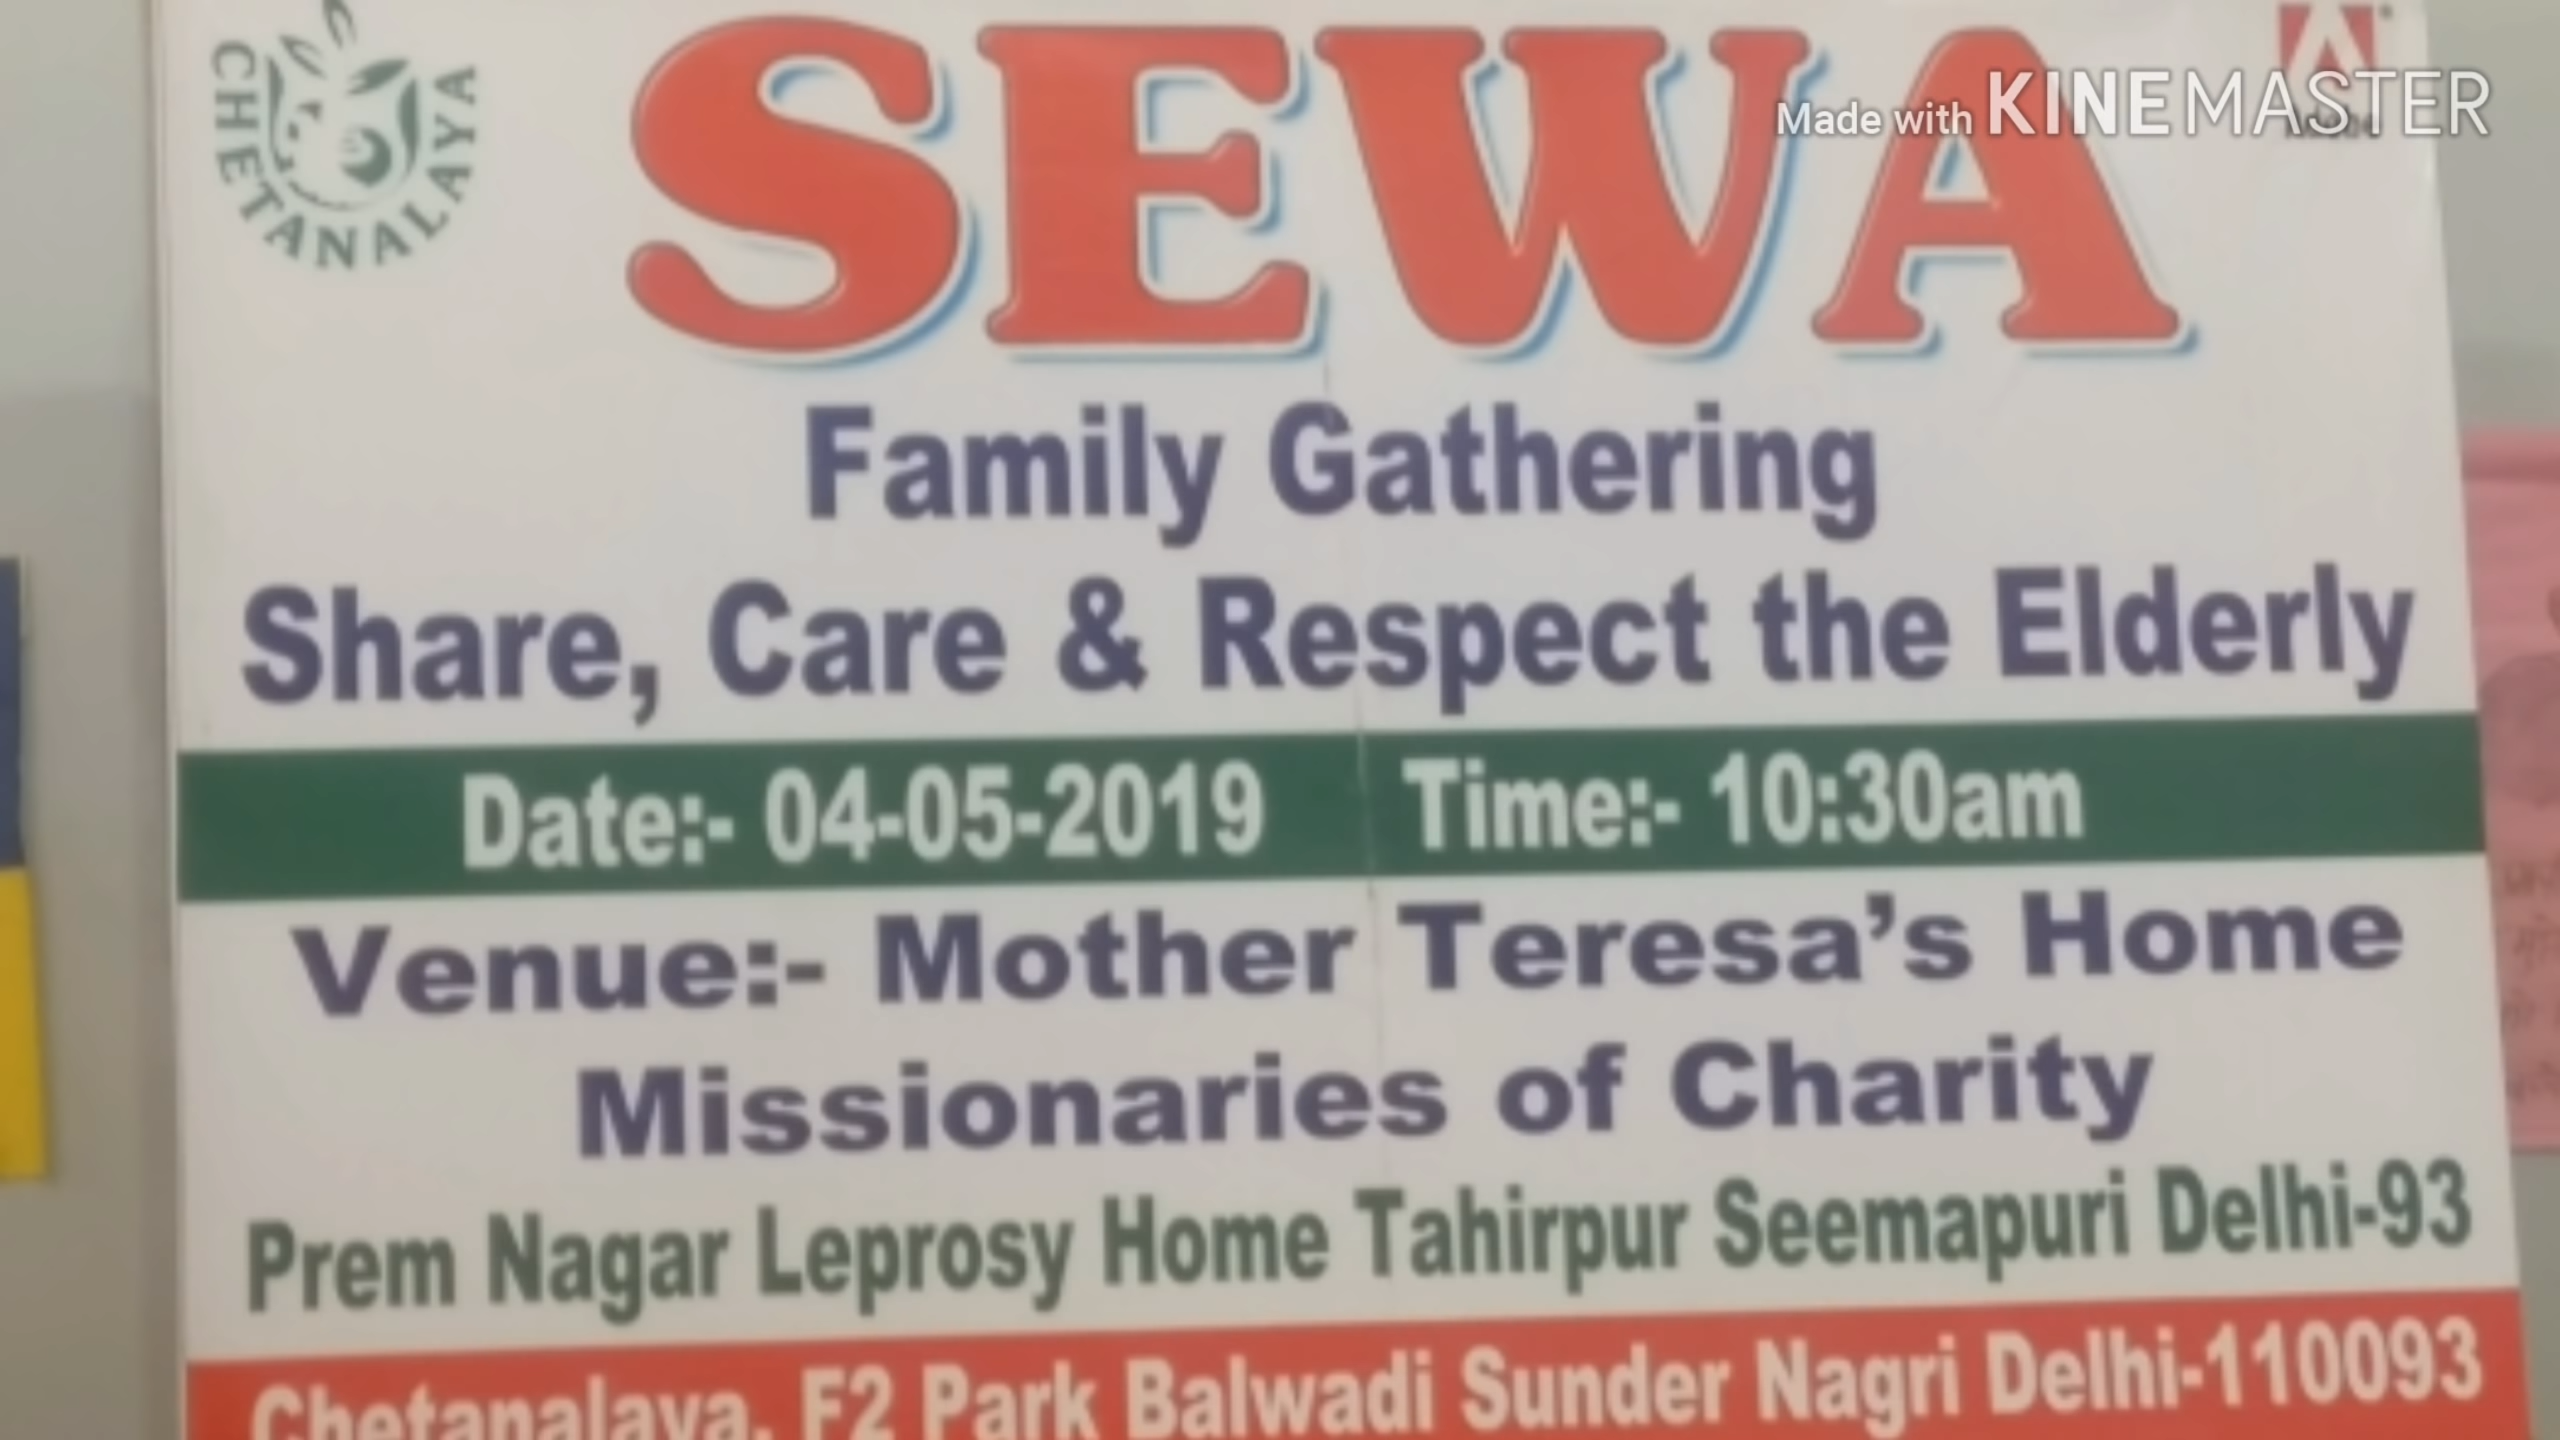 CHETANALAYA
SEWA
Made with KINEMASTER
Family Gathering
Share, Care & Respect the Elderly
Date:- 04-05-2019 Time:- 10:30am
Venue:- Mother Teresa's Home
Missionaries of Charity
Prem Nagar Leprosy Home Tahirpur Seemapuri Delhi-93
Chetanalaya, F2 Park Balwadi Sunder Nagri Delhi-110093